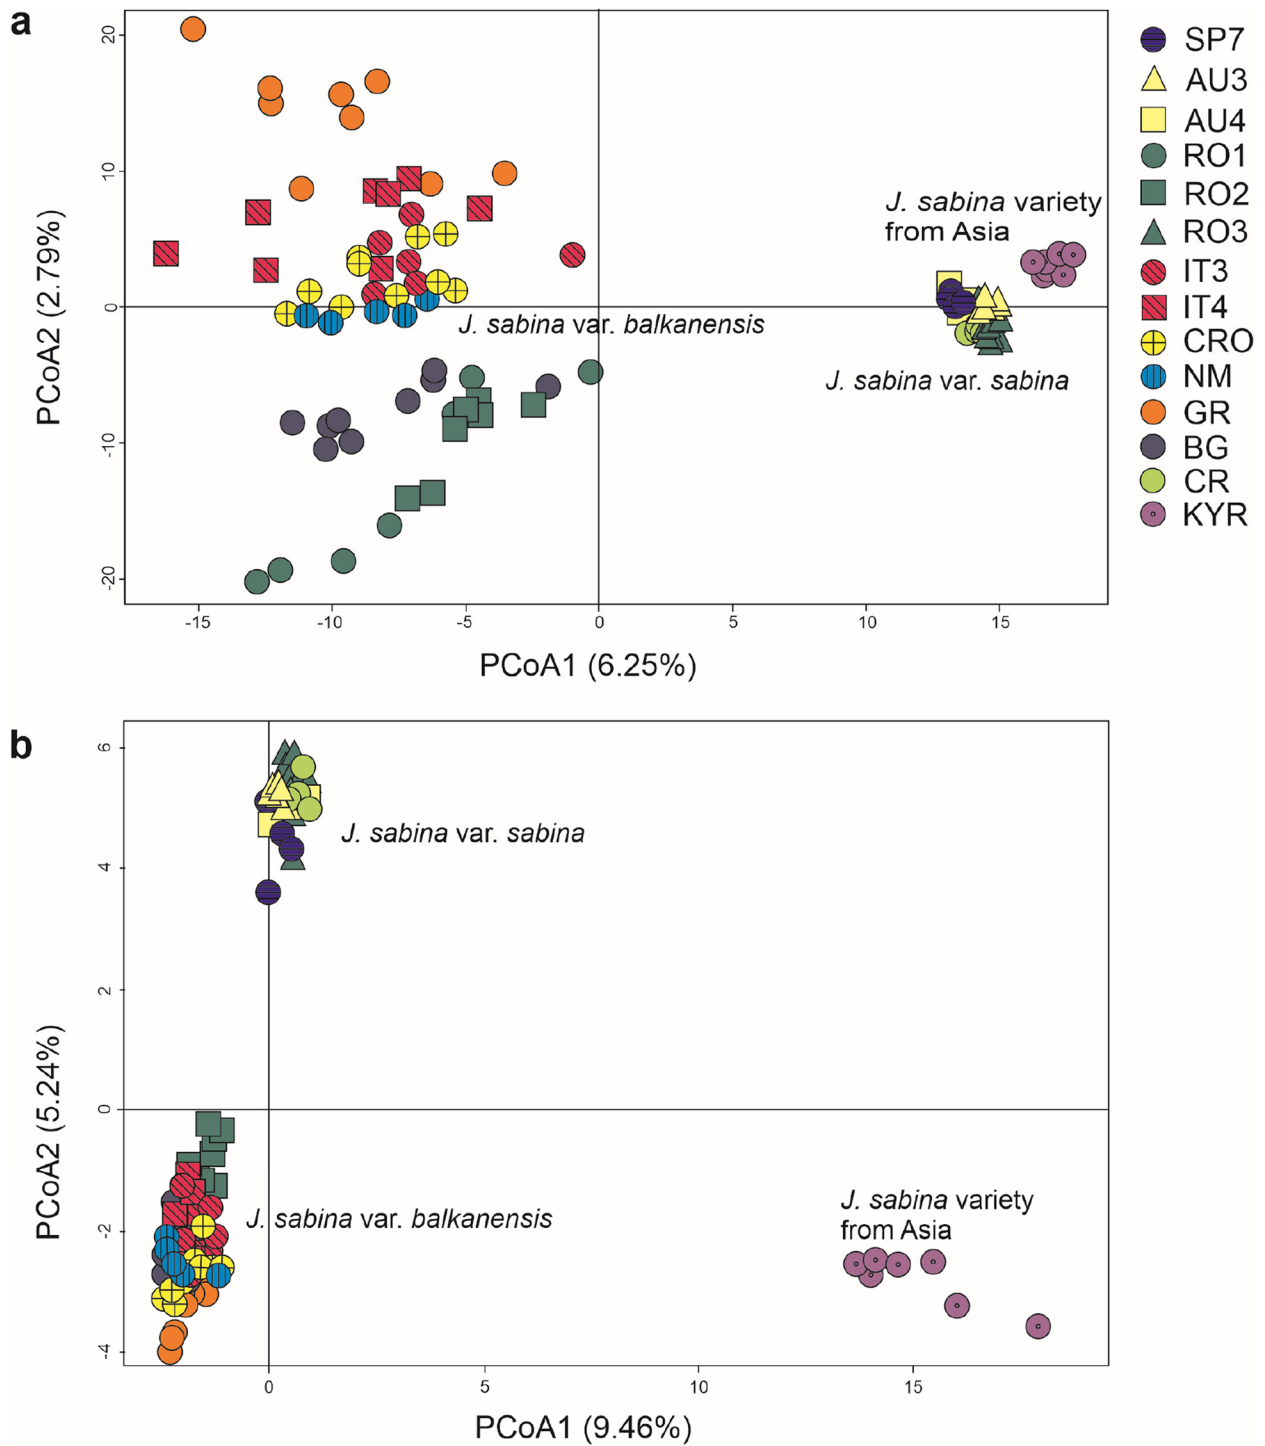 a
20
10
0
-10
-20
PCoA2 (2.79%)
J. sabina variety
from Asia
J. sabina var. balkanensis
J. sabina var. sabina
-15
-10
-5
0
5
10
15
PCoA1 (6.25%)
SP7
AU3
AU4
RO1
RO2
RO3
IT3
IT4
CRO
NM
GR
BG
CR
KYR
b
6
4
2
0
-2
-4
PCoA2 (5.24%)
J. sabina var. sabina
J. sabina var. balkanensis
J. sabina variety
from Asia
0
5
10
15
PCoA1 (9.46%)